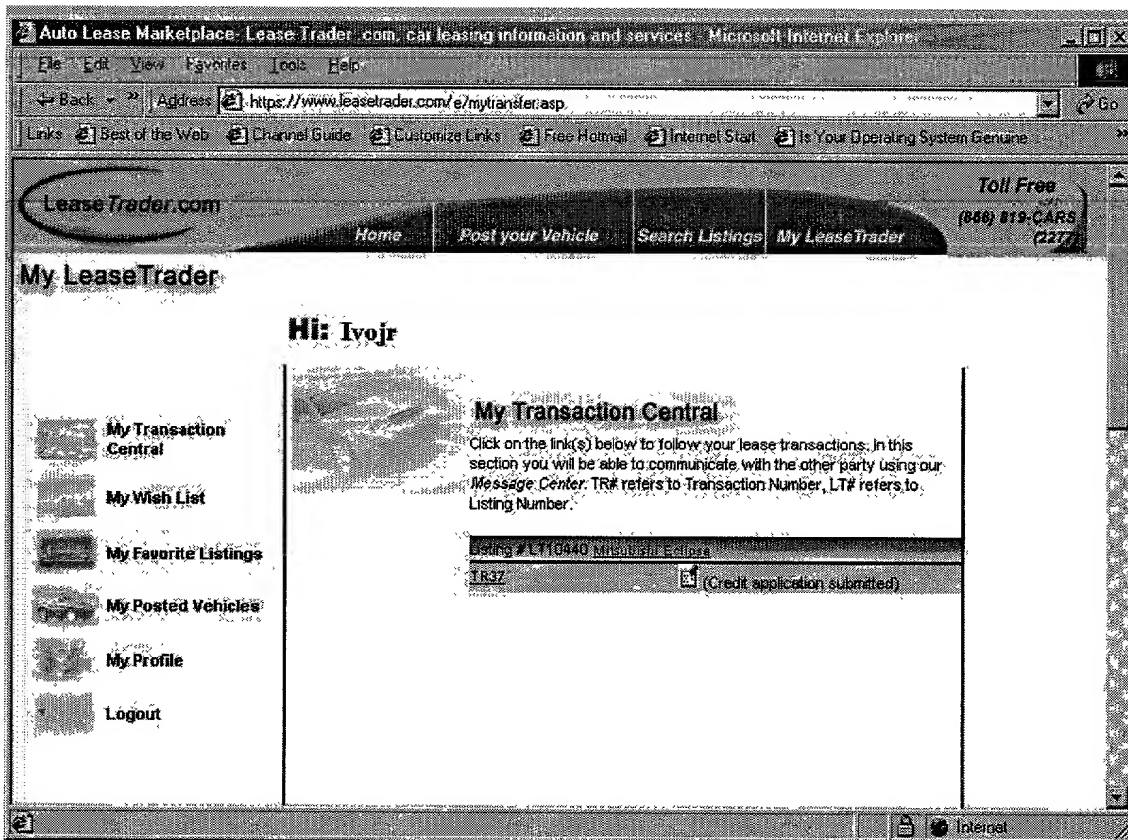 Auto Lease Marketplace- Lease Trader .com, car leasing information and services - Microsoft Internet Explorer
File Edit View Favorites Tools Help
Back » Address https://www.leasetrader.com/e/mytransfer.asp Go
Links Best of the Web Channel Guide Customize Links Free Hotmail Internet Start Is Your Operating System Genuine »
LeaseTrader.com
Home Post your Vehicle Search Listings My LeaseTrader
Toll Free
(888) 819-CARS
(2277)
My LeaseTrader
Hi: Ivojr
My Transaction
Central
My Wish List
My Favorite Listings
My Posted Vehicles
My Profile
Logout
My Transaction Central
Click on the link(s) below to follow your lease transactions. In this
section you will be able to communicate with the other party using our
Message Center. TR# refers to Transaction Number, LT# refers to
Listing Number.
Listing # LT10440 Mitsubishi Eclipse
TR37 (Credit application submitted)
Internet